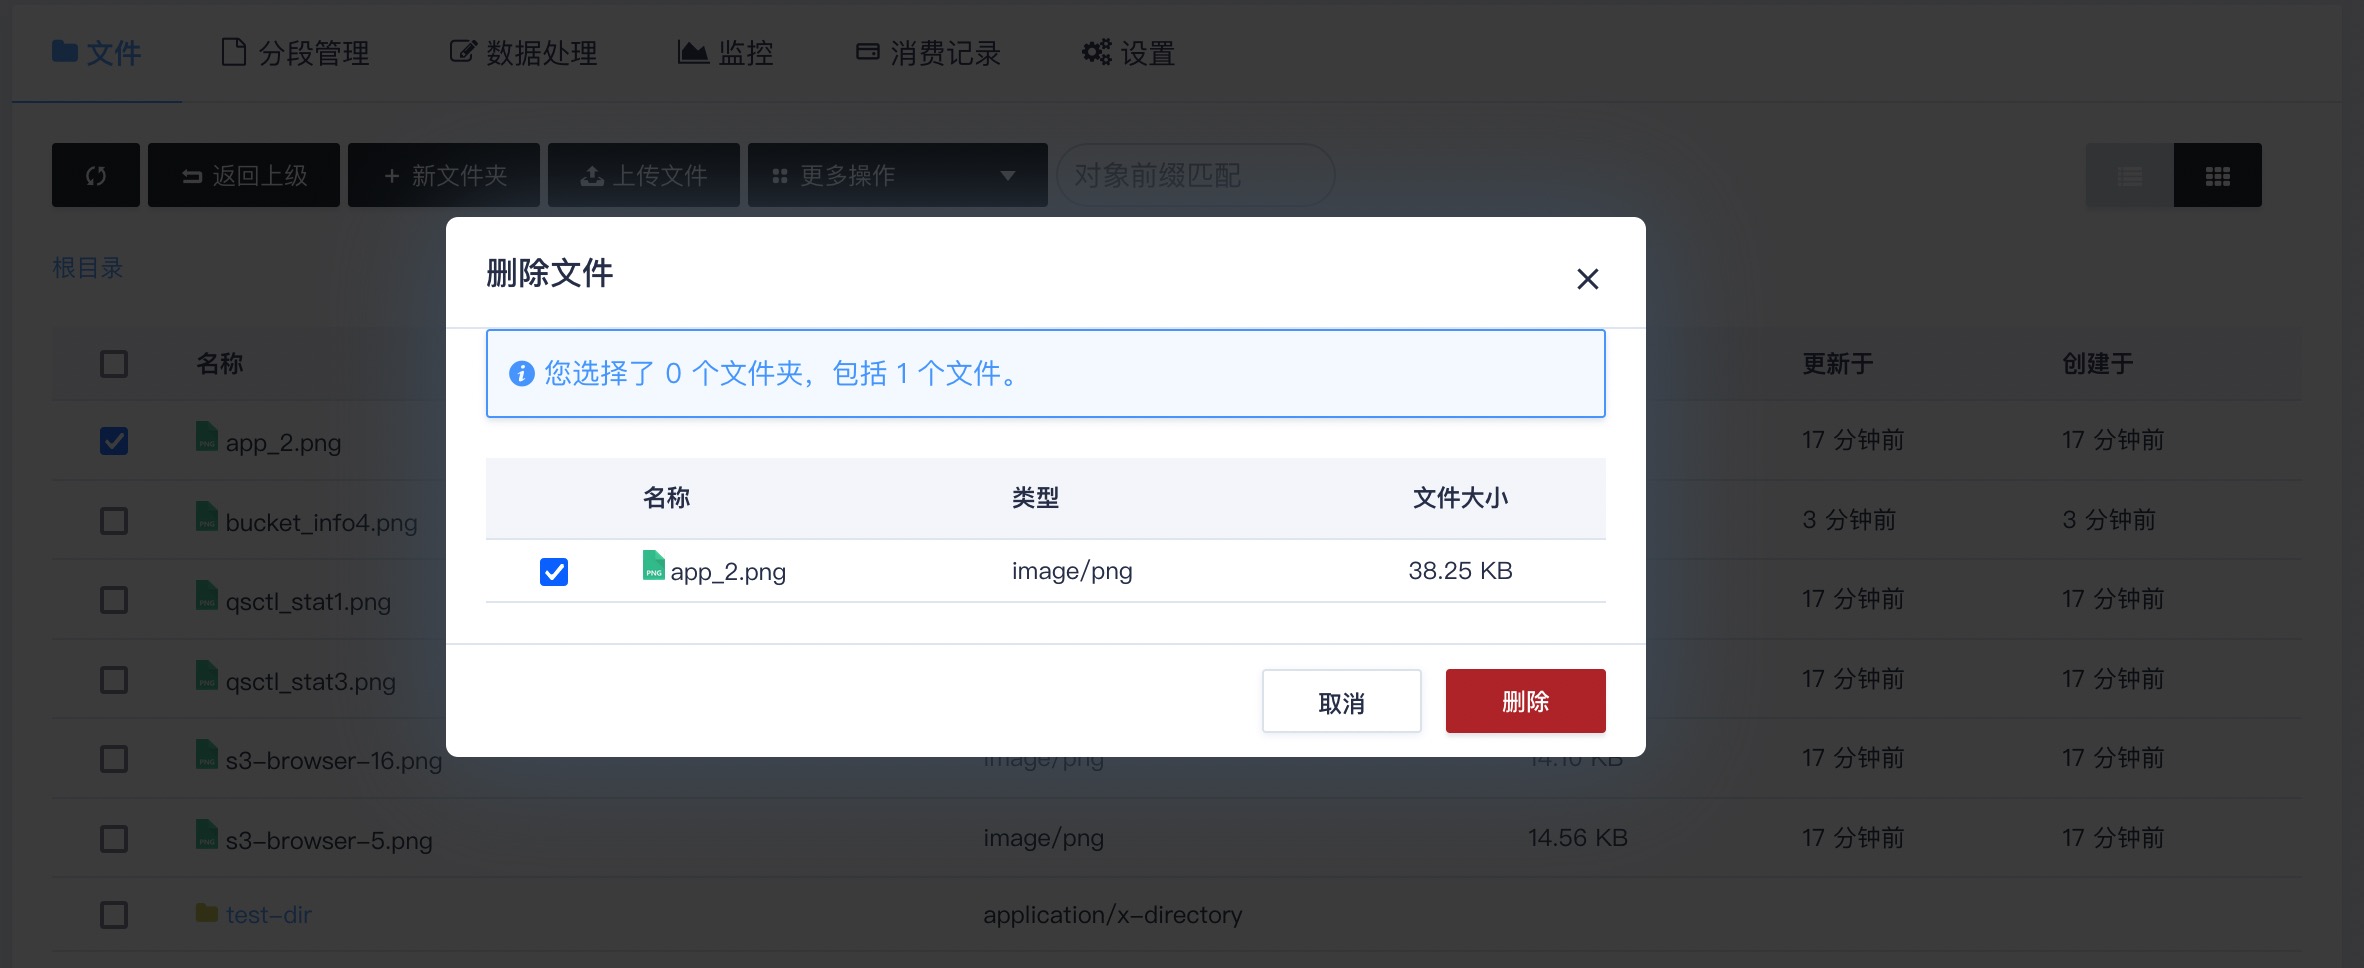 文件 分段管理 数据处理 监控 消费记录 设置
返回上级 + 新文件夹 上传文件 更多操作 对象前缀匹配
根目录
删除文件
您选择了 0 个文件夹，包括 1 个文件。
名称 类型 文件大小
app_2.png image/png 38.25 KB
取消 删除
名称 更新于 创建于
app_2.png 17 分钟前 17 分钟前
bucket_info4.png 3 分钟前 3 分钟前
qsctl_stat1.png 17 分钟前 17 分钟前
qsctl_stat3.png 17 分钟前 17 分钟前
s3-browser-16.png image/png 14.10 KB 17 分钟前 17 分钟前
s3-browser-5.png image/png 14.56 KB 17 分钟前 17 分钟前
test-dir application/x-directory